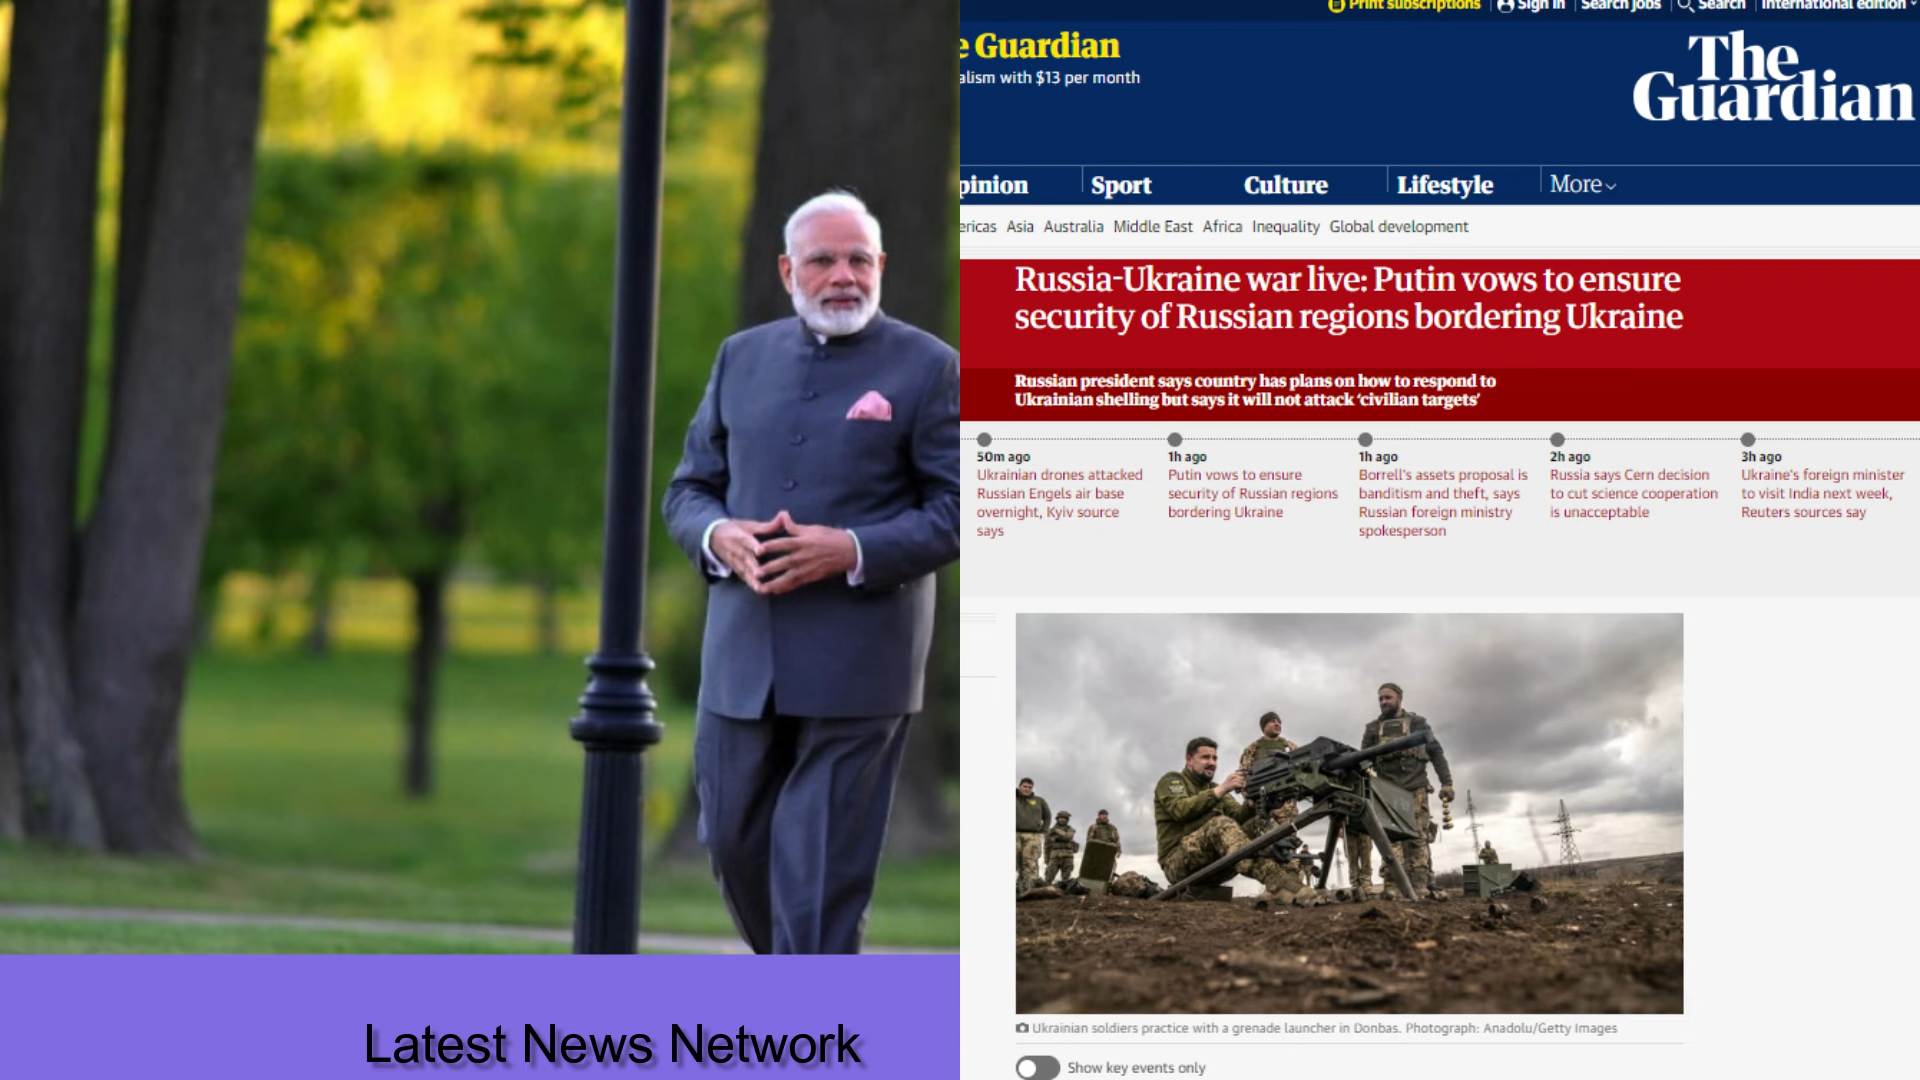 Print subscriptions
Sign in
Search jobs
Search
International edition
e Guardian
alism with $13 per month
The
Guardian
pinion
Sport
Culture
Lifestyle
More
ericas Asia Australia Middle East Africa Inequality Global development
Russia-Ukraine war live: Putin vows to ensure
security of Russian regions bordering Ukraine
Russian president says country has plans on how to respond to
Ukrainian shelling but says it will not attack ‘civilian targets’
50m ago
Ukrainian drones attacked
Russian Engels air base
overnight, Kyiv source
says
1h ago
Putin vows to ensure
security of Russian regions
bordering Ukraine
1h ago
Borrell's assets proposal is
banditism and theft, says
Russian foreign ministry
spokesperson
2h ago
Russia says Cern decision
to cut science cooperation
is unacceptable
3h ago
Ukraine's foreign minister
to visit India next week,
Reuters sources say
Ukrainian soldiers practice with a grenade launcher in Donbas. Photograph: Anadolu/Getty Images
Show key events only
Latest News Network